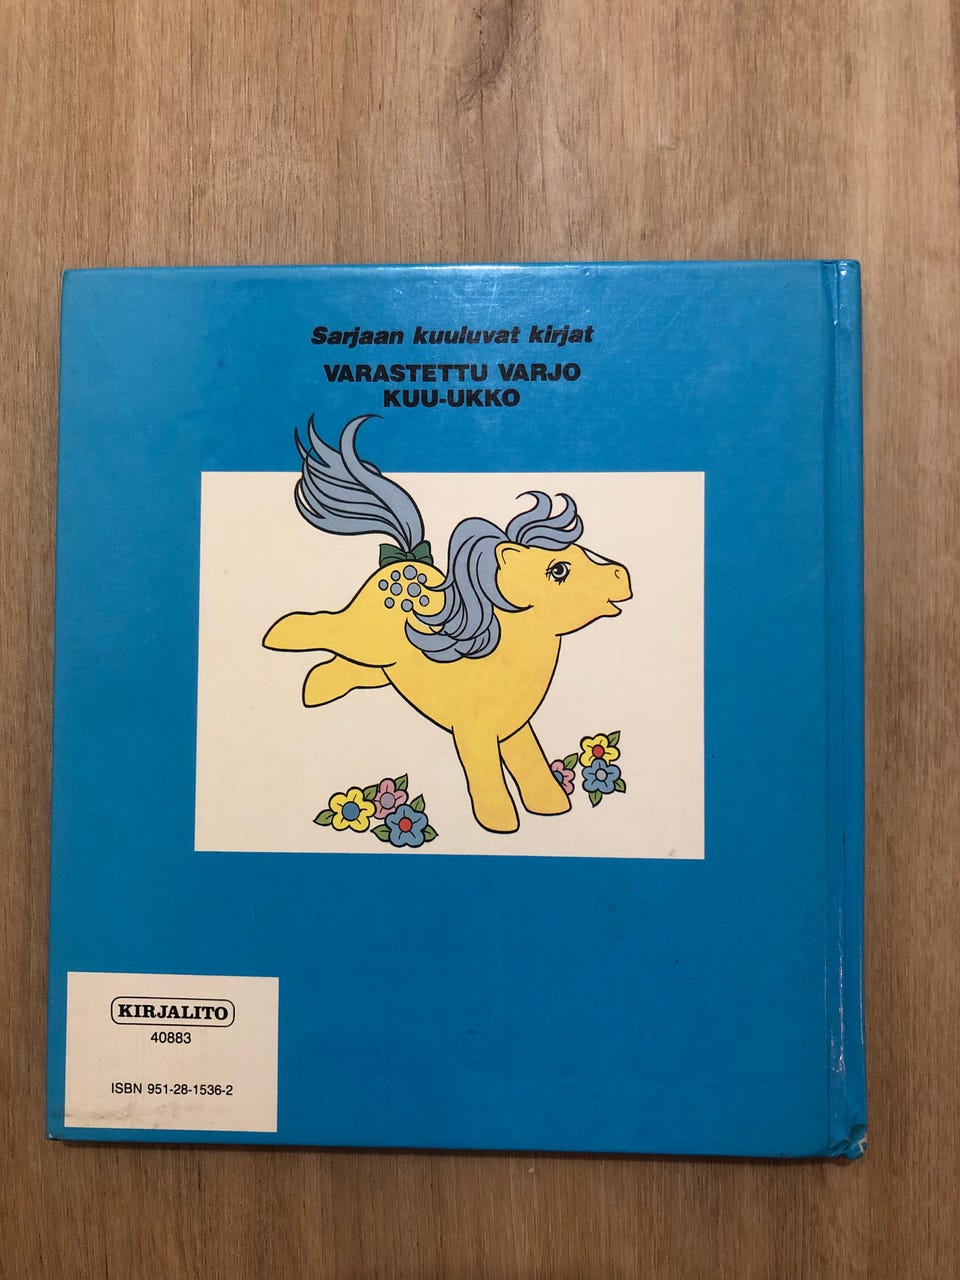 Sarjaan kuuluvat kirjat
VARASTETTU VARJO
KUU-UKKO
KIRJALITO
40883
ISBN 951-28-1536-2